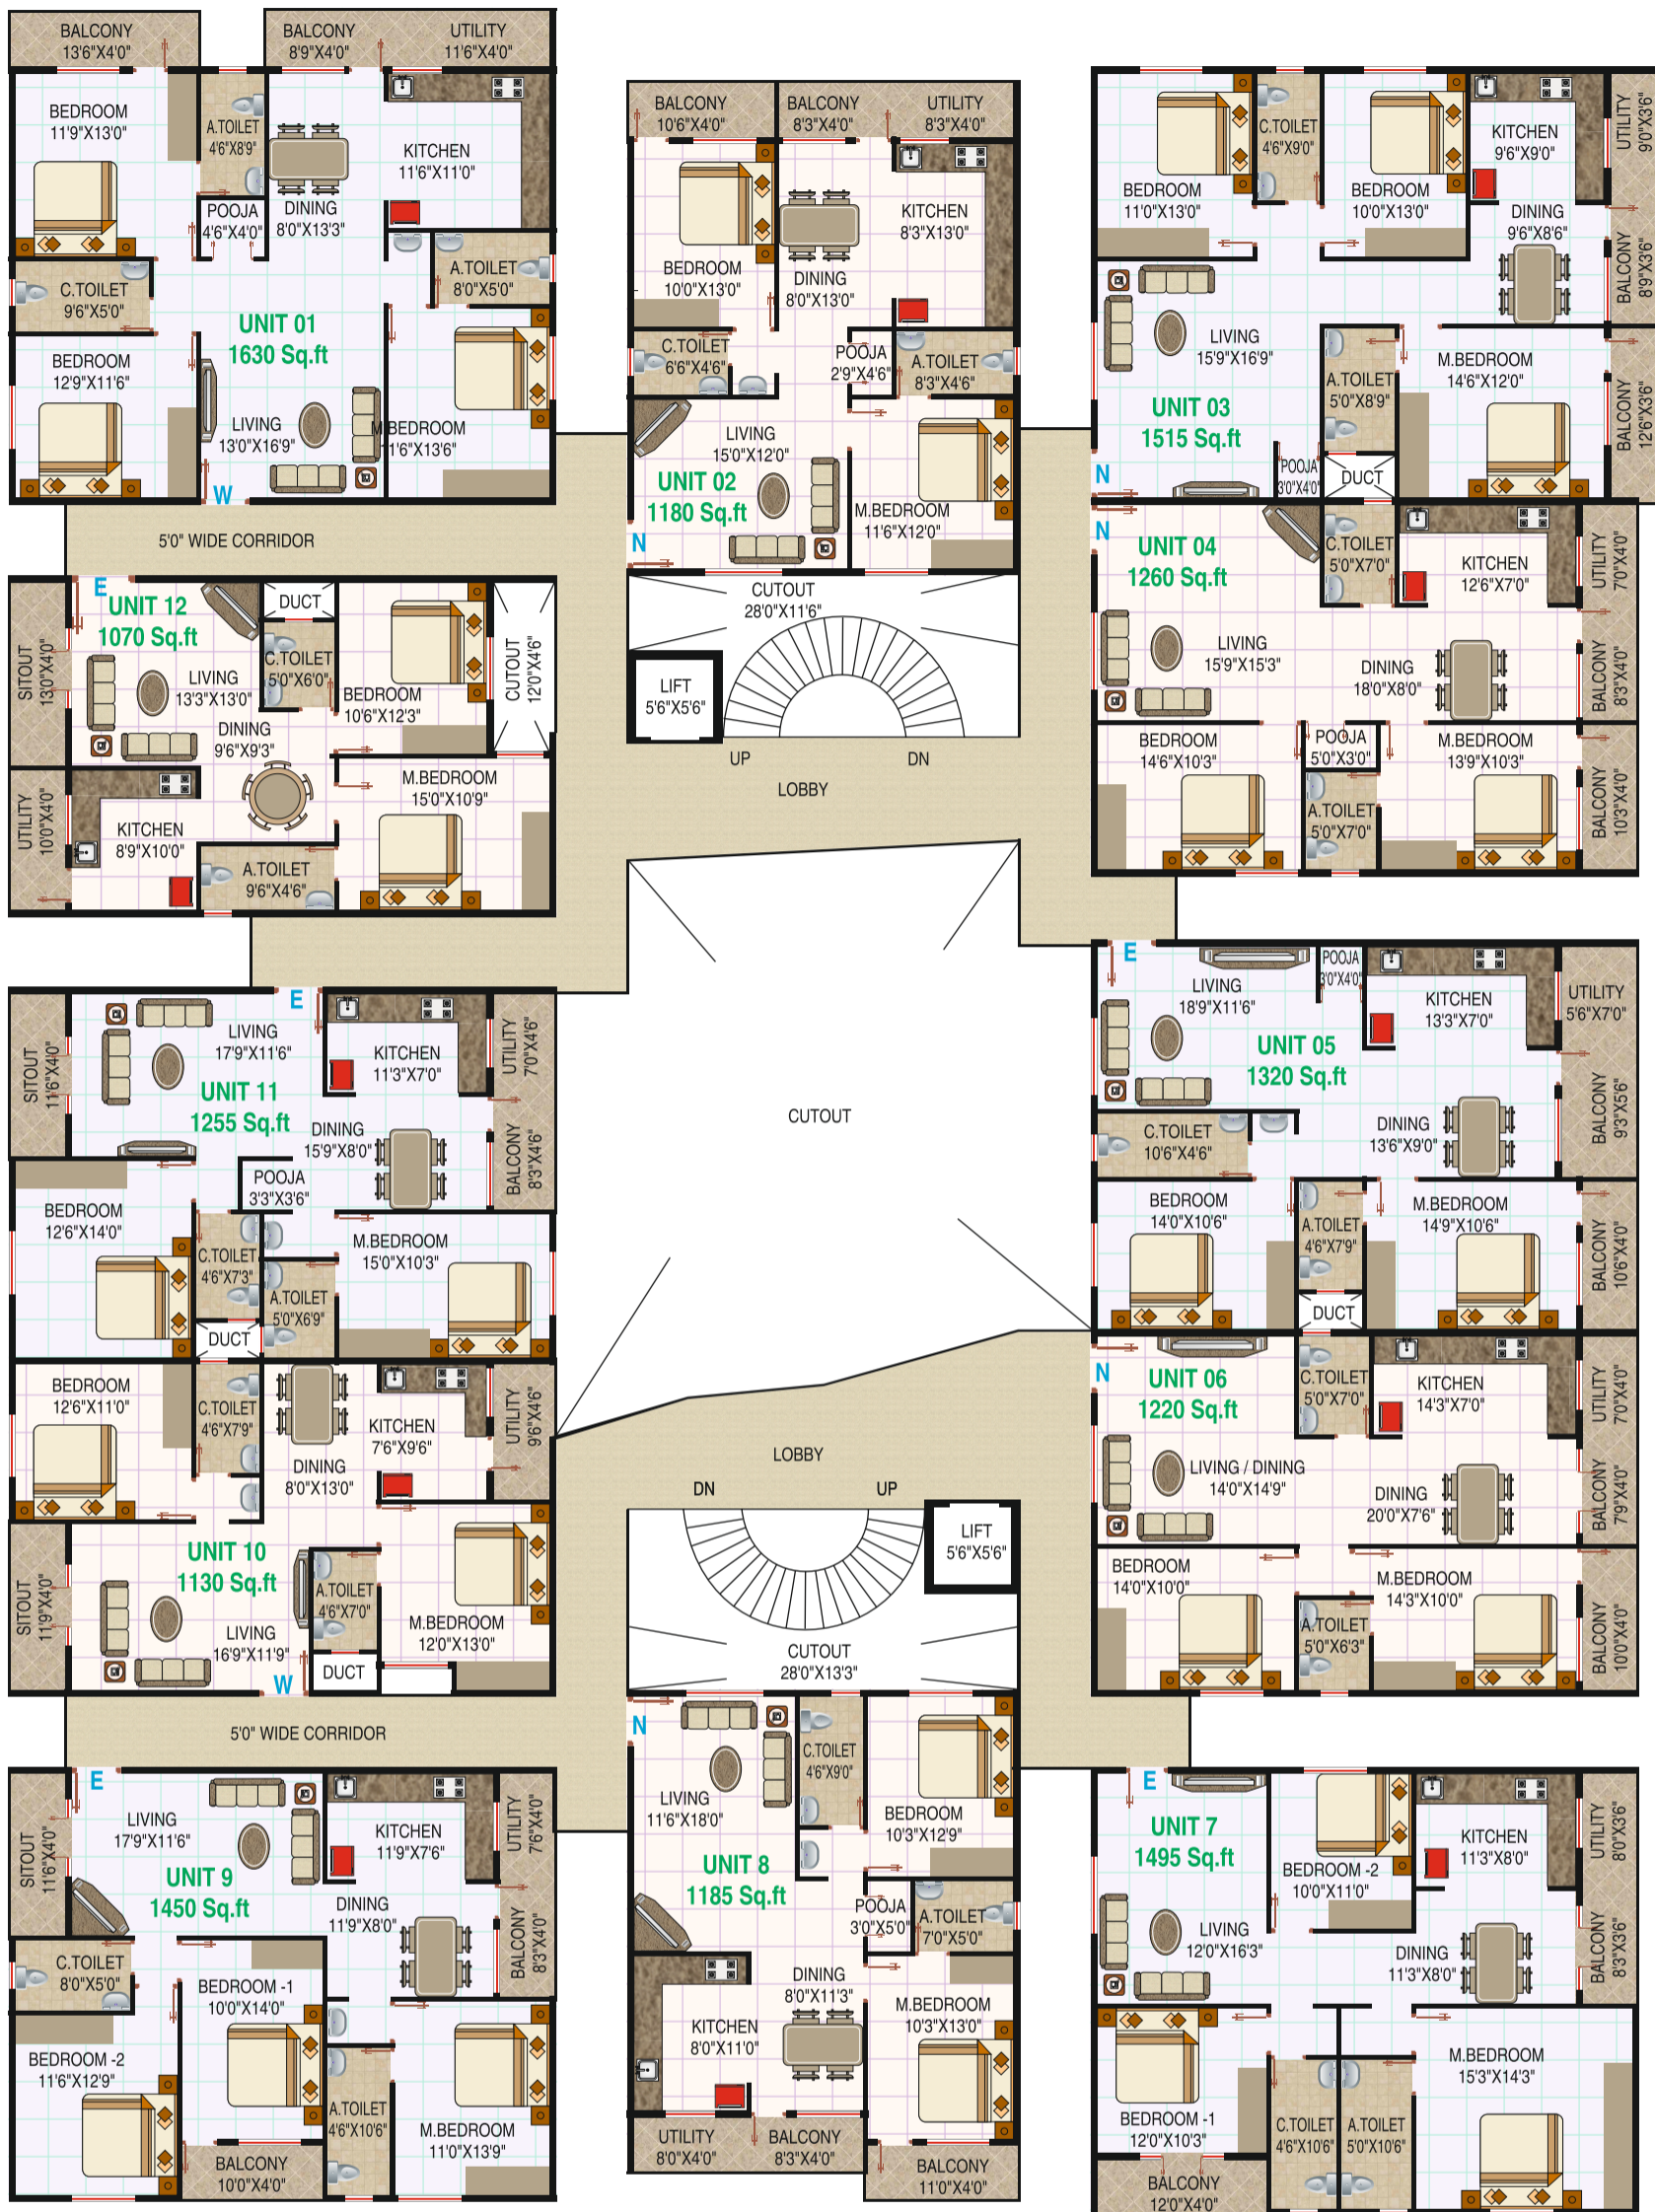 BALCONY
13'6"X4'0"
BALCONY
8'9"X4'0"
UTILITY
11'6"X4'0"
BEDROOM
11'9"X13'0"
A.TOILET
4'6"X8'9"
KITCHEN
11'6"X11'0"
POOJA
4'6"X4'0"
DINING
8'0"X13'3"
C.TOILET
9'6"X5'0"
A.TOILET
8'0"X5'0"
UNIT 01
1630 Sq.ft
BEDROOM
12'9"X11'6"
LIVING
13'0"X16'9"
M.BEDROOM
11'6"X13'6"
W
5'0" WIDE CORRIDOR
BALCONY
10'6"X4'0"
BALCONY
8'3"X4'0"
UTILITY
8'3"X4'0"
BEDROOM
10'0"X13'0"
DINING
8'0"X13'0"
KITCHEN
8'3"X13'0"
C.TOILET
6'6"X4'6"
POOJA
2'9"X4'6"
A.TOILET
8'3"X4'6"
LIVING
15'0"X12'0"
UNIT 02
1180 Sq.ft
M.BEDROOM
11'6"X12'0"
N
CUTOUT
28'0"X11'6"
LIFT
5'6"X5'6"
UP
DN
LOBBY
BEDROOM
11'0"X13'0"
C.TOILET
4'6"X9'0"
BEDROOM
10'0"X13'0"
KITCHEN
9'6"X9'0"
UTILITY
9'0"X3'6"
DINING
9'6"X8'6"
BALCONY
8'9"X3'6"
LIVING
15'9"X16'9"
UNIT 03
1515 Sq.ft
A.TOILET
5'0"X8'9"
M.BEDROOM
14'6"X12'0"
BALCONY
12'6"X3'6"
POOJA
3'0"X4'0"
DUCT
N
N
UNIT 04
1260 Sq.ft
C.TOILET
5'0"X7'0"
KITCHEN
12'6"X7'0"
UTILITY
7'0"X4'0"
LIVING
15'9"X15'3"
DINING
18'0"X8'0"
BALCONY
8'3"X4'0"
BEDROOM
14'6"X10'3"
POOJA
5'0"X3'0"
M.BEDROOM
13'9"X10'3"
A.TOILET
5'0"X7'0"
BALCONY
10'3"X4'0"
E
UNIT 12
1070 Sq.ft
DUCT
SITOUT
13'0"X4'0"
C.TOILET
5'0"X6'0"
LIVING
13'3"X13'0"
BEDROOM
10'6"X12'3"
CUTOUT
12'0"X4'6"
DINING
9'6"X9'3"
M.BEDROOM
15'0"X10'9"
UTILITY
10'0"X4'0"
KITCHEN
8'9"X10'0"
A.TOILET
9'6"X4'6"
E
SITOUT
11'6"X4'0"
LIVING
17'9"X11'6"
UNIT 11
1255 Sq.ft
KITCHEN
11'3"X7'0"
UTILITY
7'0"X4'6"
DINING
15'9"X8'0"
BALCONY
8'3"X4'6"
POOJA
3'3"X3'6"
BEDROOM
12'6"X14'0"
M.BEDROOM
15'0"X10'3"
C.TOILET
4'6"X7'3"
A.TOILET
5'0"X6'9"
DUCT
CUTOUT
E
LIVING
18'9"X11'6"
POOJA
3'0"X4'0"
KITCHEN
13'3"X7'0"
UTILITY
5'6"X7'0"
UNIT 05
1320 Sq.ft
DINING
13'6"X9'0"
BALCONY
9'3"X5'6"
C.TOILET
10'6"X4'6"
BEDROOM
14'0"X10'6"
A.TOILET
4'6"X7'9"
M.BEDROOM
14'9"X10'6"
BALCONY
10'6"X4'0"
DUCT
BEDROOM
12'6"X11'0"
C.TOILET
4'6"X7'9"
KITCHEN
7'6"X9'6"
UTILITY
9'6"X4'6"
DINING
8'0"X13'0"
UNIT 10
1130 Sq.ft
SITOUT
11'9"X4'0"
A.TOILET
4'6"X7'0"
LIVING
16'9"X11'9"
M.BEDROOM
12'0"X13'0"
DUCT
W
5'0" WIDE CORRIDOR
LOBBY
DN
UP
LIFT
5'6"X5'6"
CUTOUT
28'0"X13'3"
N
UNIT 06
1220 Sq.ft
C.TOILET
5'0"X7'0"
KITCHEN
14'3"X7'0"
UTILITY
7'0"X4'0"
LIVING / DINING
14'0"X14'9"
DINING
20'0"X7'6"
BALCONY
7'9"X4'0"
BEDROOM
14'0"X10'0"
M.BEDROOM
14'3"X10'0"
A.TOILET
5'0"X6'3"
BALCONY
10'0"X4'0"
E
SITOUT
11'6"X4'0"
LIVING
17'9"X11'6"
UNIT 9
1450 Sq.ft
KITCHEN
11'9"X7'6"
UTILITY
7'6"X4'0"
DINING
11'9"X8'0"
BALCONY
8'3"X4'0"
C.TOILET
8'0"X5'0"
BEDROOM -1
10'0"X14'0"
BEDROOM -2
11'6"X12'9"
A.TOILET
4'6"X10'6"
M.BEDROOM
11'0"X13'9"
BALCONY
10'0"X4'0"
N
C.TOILET
4'6"X9'0"
LIVING
11'6"X18'0"
BEDROOM
10'3"X12'9"
UNIT 8
1185 Sq.ft
POOJA
3'0"X5'0"
A.TOILET
7'0"X5'0"
DINING
8'0"X11'3"
M.BEDROOM
10'3"X13'0"
KITCHEN
8'0"X11'0"
UTILITY
8'0"X4'0"
BALCONY
8'3"X4'0"
BALCONY
11'0"X4'0"
E
UNIT 7
1495 Sq.ft
BEDROOM -2
10'0"X11'0"
KITCHEN
11'3"X8'0"
UTILITY
8'0"X3'6"
LIVING
12'0"X16'3"
DINING
11'3"X8'0"
BALCONY
8'3"X3'6"
M.BEDROOM
15'3"X14'3"
BEDROOM -1
12'0"X10'3"
C.TOILET
4'6"X10'6"
A.TOILET
5'0"X10'6"
BALCONY
12'0"X4'0"